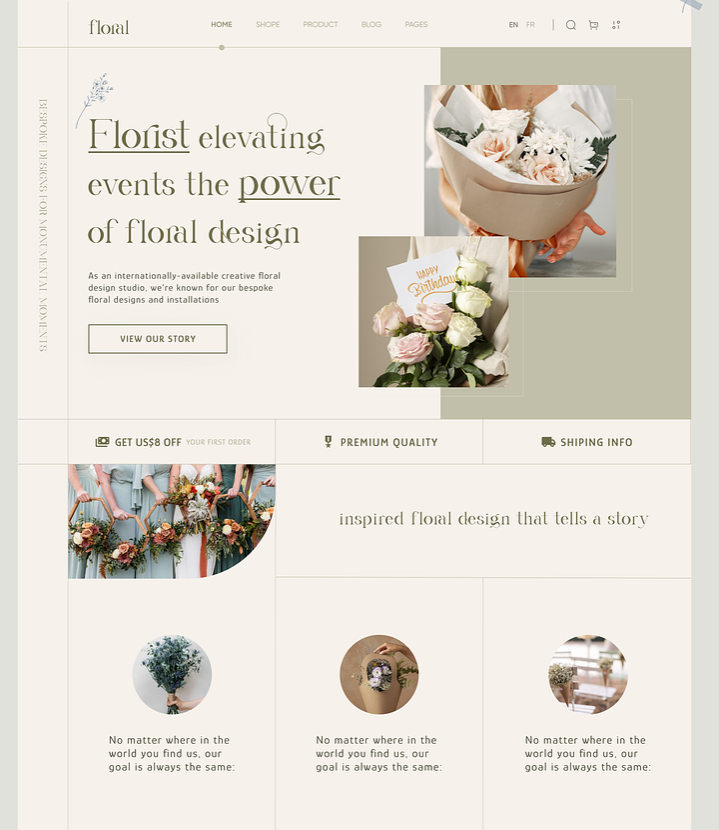 floral
HOME SHOPE PRODUCT BLOG PAGES
EN FR
BESPOKE DESIGNS FOR MONUMENTAL MOMENTS
Florist elevating
events the power
of floral design
As an internationally-available creative floral
design studio, we're known for our bespoke
floral designs and installations
VIEW OUR STORY
HAPPY
Birthday
GET US$8 OFF YOUR FIRST ORDER
PREMIUM QUALITY
SHIPING INFO
inspired floral design that tells a story
No matter where in the
world you find us, our
goal is always the same:
No matter where in the
world you find us, our
goal is always the same:
No matter where in the
world you find us, our
goal is always the same: